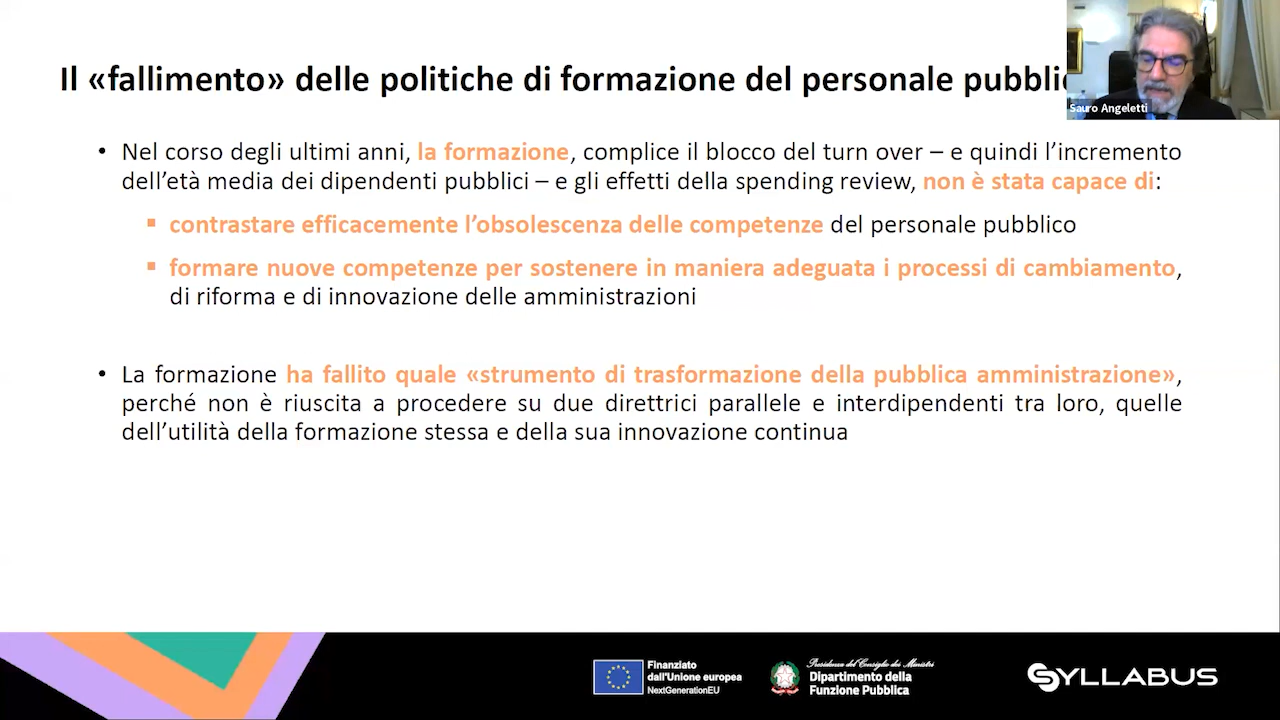 Il «fallimento» delle politiche di formazione del personale pubblic
Sauro Angeletti
• Nel corso degli ultimi anni, la formazione, complice il blocco del turn over – e quindi l’incremento
dell’età media dei dipendenti pubblici – e gli effetti della spending review, non è stata capace di:
▪ contrastare efficacemente l’obsolescenza delle competenze del personale pubblico
▪ formare nuove competenze per sostenere in maniera adeguata i processi di cambiamento,
di riforma e di innovazione delle amministrazioni
• La formazione ha fallito quale «strumento di trasformazione della pubblica amministrazione»,
perché non è riuscita a procedere su due direttrici parallele e interdipendenti tra loro, quelle
dell’utilità della formazione stessa e della sua innovazione continua
Finanziato
dall'Unione europea
NextGenerationEU
Presidenza del Consiglio dei Ministri
Dipartimento della
Funzione Pubblica
SYLLABUS